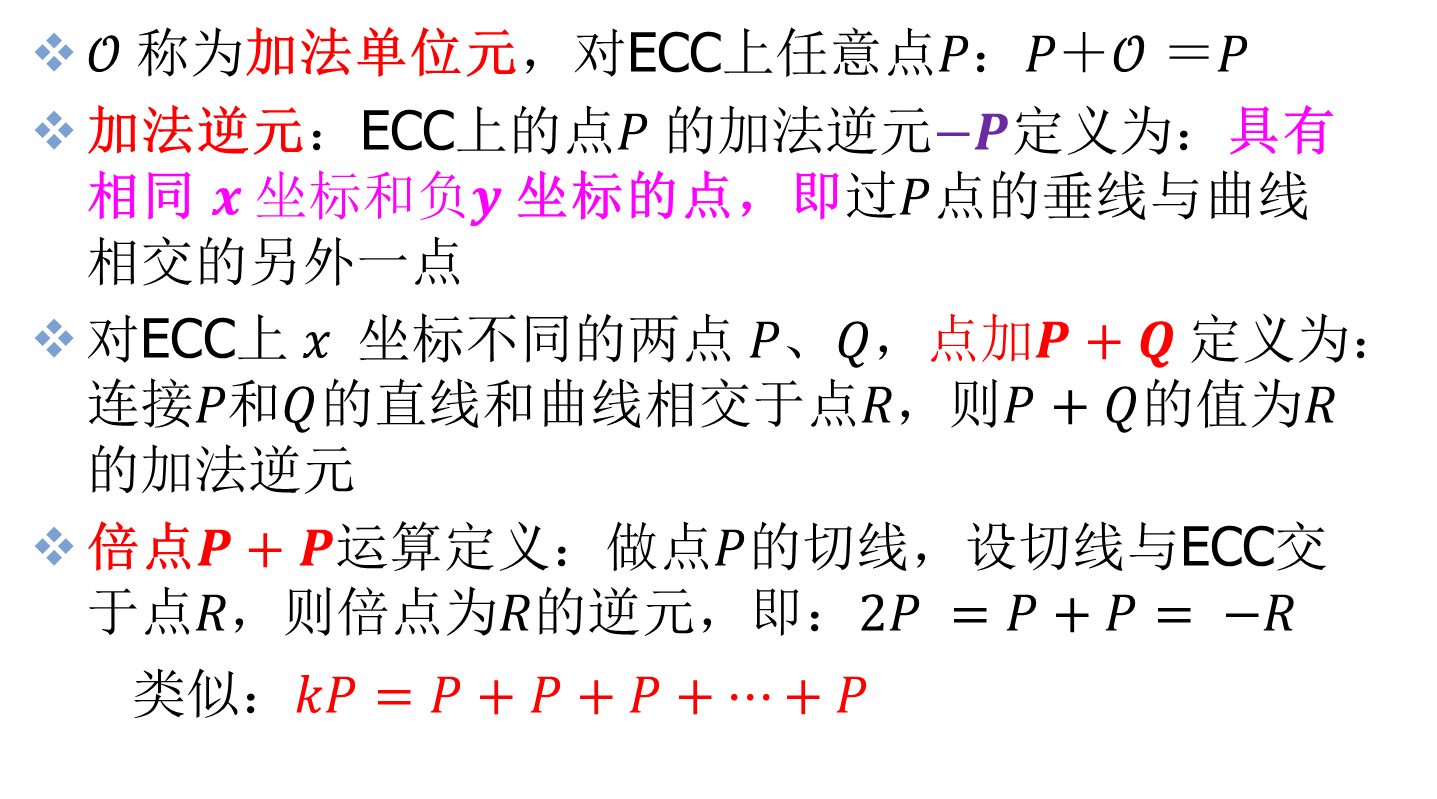 ❖ 𝒪 称为加法单位元，对ECC上任意点P：P＋𝒪 ＝P
❖ 加法逆元：ECC上的点P 的加法逆元−P定义为：具有
相同 x 坐标和负y 坐标的点，即过P点的垂线与曲线
相交的另外一点
❖ 对ECC上 x 坐标不同的两点 P、Q，点加P + Q 定义为：
连接P和Q的直线和曲线相交于点R，则P + Q的值为R
的加法逆元
❖ 倍点P + P运算定义：做点P的切线，设切线与ECC交
于点R，则倍点为R的逆元，即：2P = P + P = −R
类似：kP = P + P + P + ⋯ + P